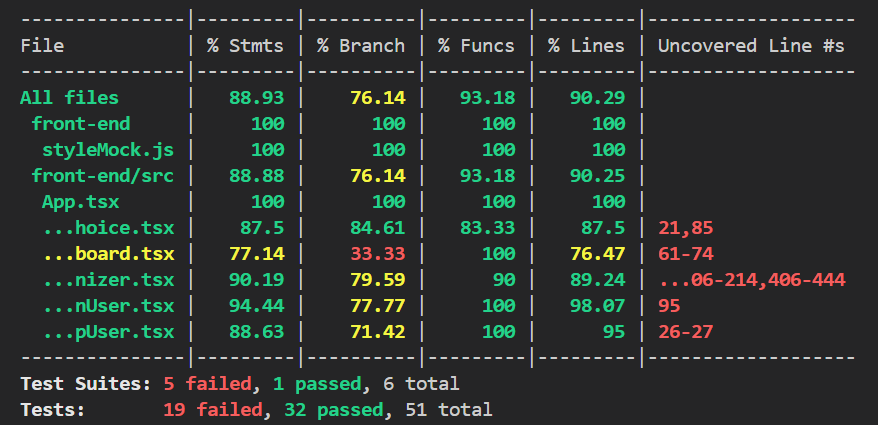 ---------------|---------|----------|---------|---------|-------------------
File           | % Stmts | % Branch | % Funcs | % Lines | Uncovered Line #s
---------------|---------|----------|---------|---------|-------------------
All files      |   88.93 |    76.14 |   93.18 |   90.29 |
 front-end     |     100 |      100 |     100 |     100 |
  styleMock.js |     100 |      100 |     100 |     100 |
 front-end/src |   88.88 |    76.14 |   93.18 |   90.25 |
  App.tsx      |     100 |      100 |     100 |     100 |
  ...hoice.tsx |    87.5 |    84.61 |   83.33 |    87.5 | 21,85
  ...board.tsx |   77.14 |    33.33 |     100 |   76.47 | 61-74
  ...nizer.tsx |   90.19 |    79.59 |      90 |   89.24 | ...06-214,406-444
  ...nUser.tsx |   94.44 |    77.77 |     100 |   98.07 | 95
  ...pUser.tsx |   88.63 |    71.42 |     100 |      95 | 26-27
---------------|---------|----------|---------|---------|-------------------
Test Suites: 5 failed, 1 passed, 6 total
Tests:       19 failed, 32 passed, 51 total